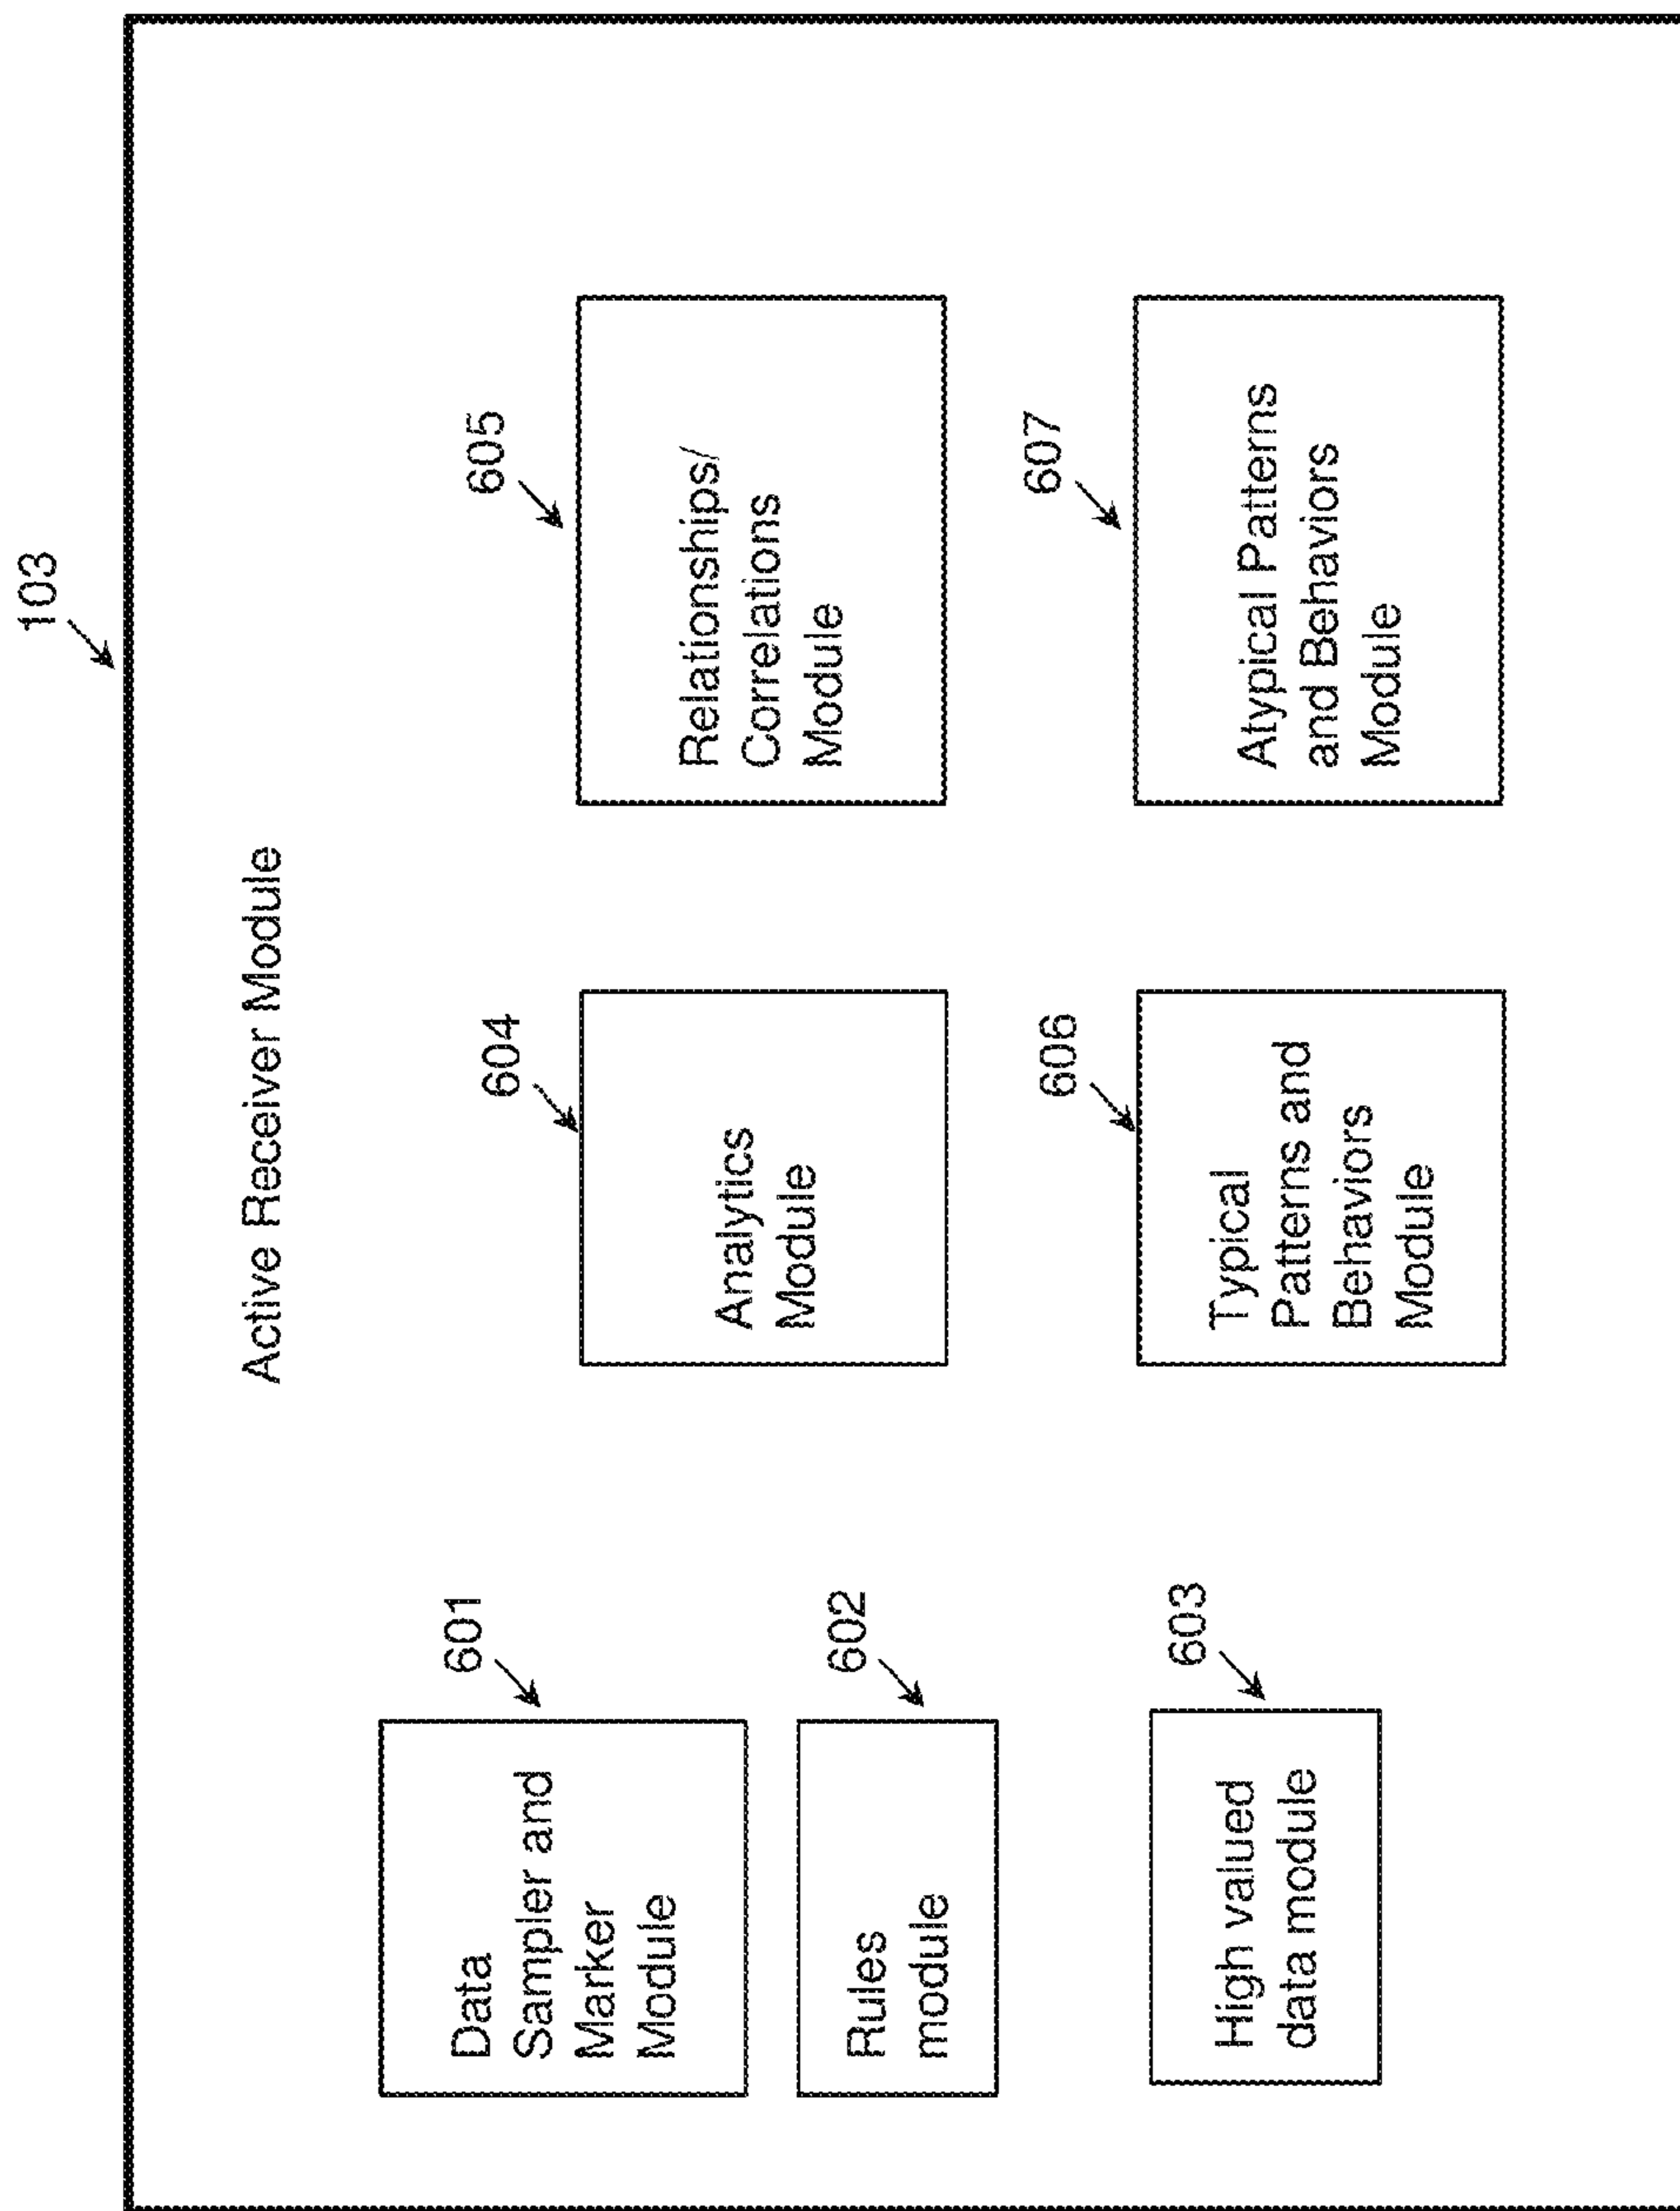 103
Active Receiver Module
601
Data
Sampler and
Marker
Module
602
Rules
module
603
High valued
data module
604
Analytics
Module
605
Relationships/
Correlations
Module
606
Typical
Patterns and
Behaviors
Module
607
Atypical Patterns
and Behaviors
Module